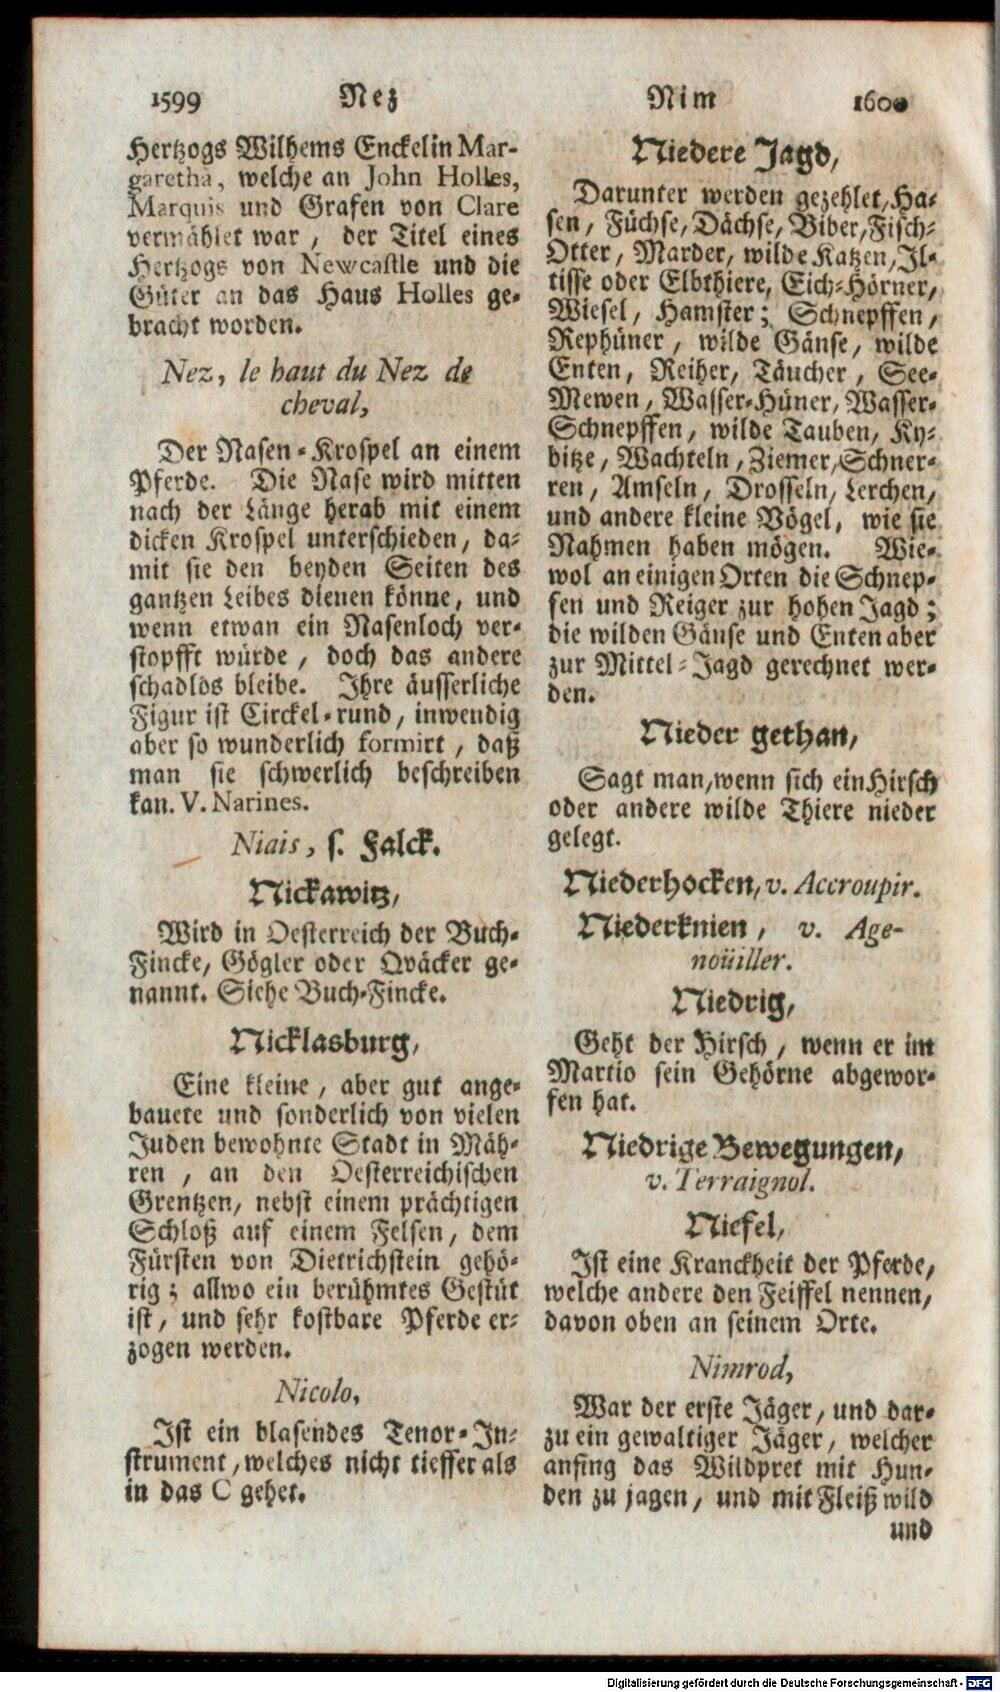 1599 Nez
Hertzogs Wilhems Enckelin Mar-
garetha, welche an John Holles,
Marquis und Grafen von Clare
vermählet war, der Titel eines
Hertzogs von Newcastle und die
Güter an das Haus Holles ge-
bracht worden.
Nez, le haut du Nez de
cheval,
Der Nasen-Krospel an einem
Pferde. Die Nase wird mitten
nach der Länge herab mit einem
dicken Krospel unterschieden, da-
mit sie den beyden Seiten des
gantzen Leibes dienen könne, und
wenn etwan ein Nasenloch ver-
stopfft würde, doch das andere
schadlos bleibe. Ihre äusserliche
Figur ist Circkel-rund, inwendig
aber so wunderlich formirt, daß
man sie schwerlich beschreiben
kan. V. Narines.
Niais, s. Falck.
Nickawitz,
Wird in Oesterreich der Buch-
Fincke, Gögler oder Qväcker ge-
nannt. Siehe Buch-Fincke.
Nicklasburg,
Eine kleine, aber gut ange-
bauete und sonderlich von vielen
Juden bewohnte Stadt in Mäh-
ren, an den Oesterreichischen
Grentzen, nebst einem prächtigen
Schloß auf einem Felsen, dem
Fürsten von Dietrichstein gehö-
rig; allwo ein berühmtes Gestüt
ist, und sehr kostbare Pferde er-
zogen werden.
Nicolo,
Ist ein blasendes Tenor-In-
strument, welches nicht tieffer als
in das C gehet.
Nim 1600
Niedere Jagd,
Darunter werden gezehlet, Ha-
sen, Füchse, Dächse, Biber, Fisch-
Otter, Marder, wilde Katzen, Il-
tisse oder Elbthiere, Eich-Hörner,
Wiesel, Hamster; Schnepffen,
Rephüner, wilde Gänse, wilde
Enten, Reiher, Täucher, See-
Mewen, Wasser-Hüner, Wasser-
Schnepffen, wilde Tauben, Ky-
bitze, Wachteln, Ziemer, Schner-
ren, Amseln, Drosseln, Lerchen,
und andere kleine Vögel, wie sie
Nahmen haben mögen. Wie-
wol an einigen Orten die Schnep-
fen und Reiger zur hohen Jagd;
die wilden Gänse und Enten aber
zur Mittel-Jagd gerechnet wer-
den.
Nieder gethan,
Sagt man, wenn sich ein Hirsch
oder andere wilde Thiere nieder
gelegt.
Niederhocken, v. Accroupir.
Niederknien, v. Age-
noüiller.
Niedrig,
Geht der Hirsch, wenn er im
Martio sein Gehörne abgewor-
fen hat.
Niedrige Bewegungen,
v. Terraignol.
Niefel,
Ist eine Kranckheit der Pferde,
welche andere den Feiffel nennen,
davon oben an seinem Orte.
Nimrod,
War der erste Jäger, und dar-
zu ein gewaltiger Jäger, welcher
anfing das Wildpret mit Hun-
den zu jagen, und mit Fleiß wild
und
Digitalisierung gefördert durch die Deutsche Forschungsgemeinschaft - DFG